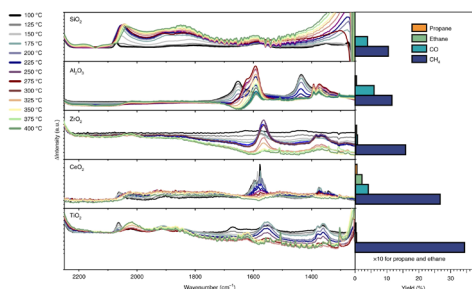 100 °C
125 °C
150 °C
175 °C
200 °C
225 °C
250 °C
275 °C
300 °C
325 °C
350 °C
375 °C
400 °C
SiO₂
Al₂O₃
ZrO₂
CeO₂
TiO₂
ΔIntensity (a.u.)
2200 2000 1800 1600 1400
Wavenumber (cm⁻¹)
Propane
Ethane
CO
CH₄
×10 for propane and ethane
0 5 10 15 20 25 30
Yield (%)